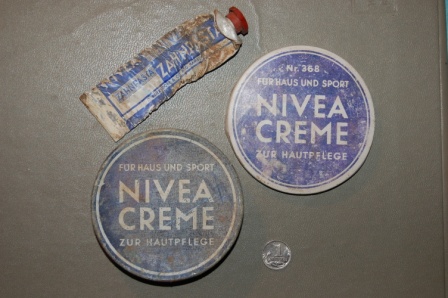 ZAHNPASTA
Nr. 368
FÜR HAUS UND SPORT
NIVEA
CREME
ZUR HAUTPFLEGE
FÜR HAUS UND SPORT
NIVEA
CREME
ZUR HAUTPFLEGE